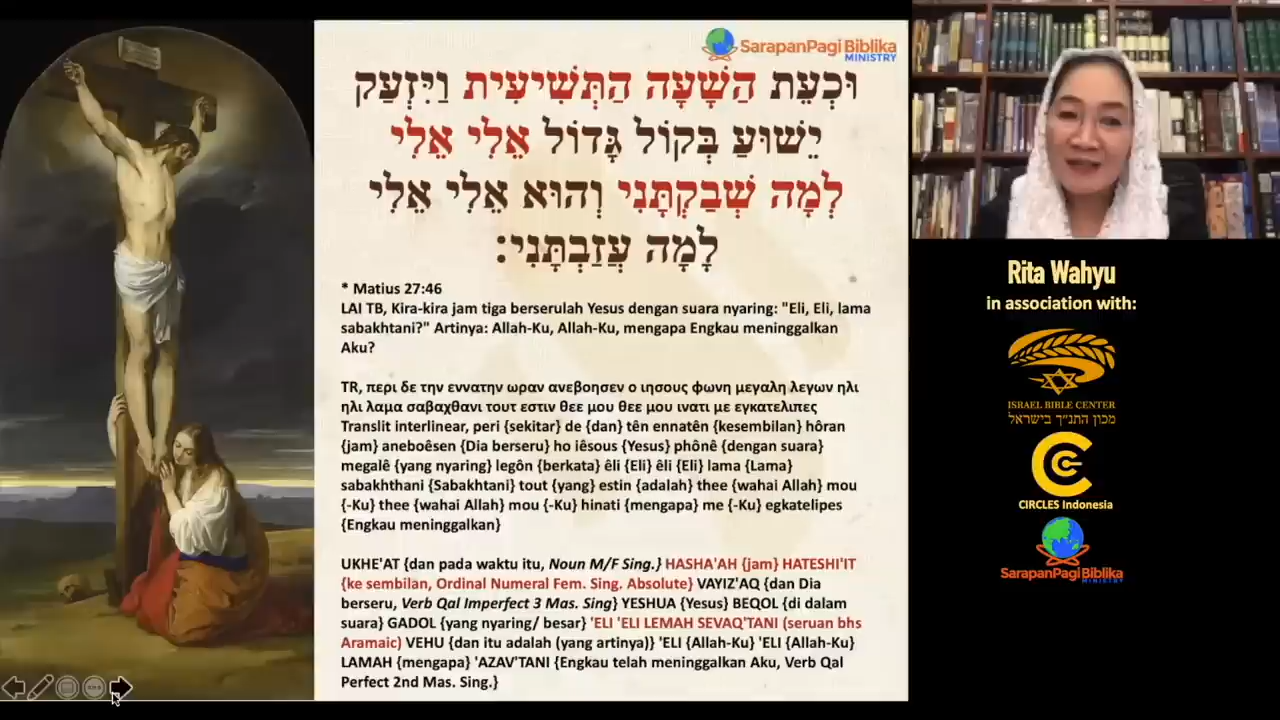 SarapanPagi Biblika
MINISTRY
וּכְעֵת הַשָּׁעָה הַתְּשִׁיעִית וַיִּזְעַק
יֵשׁוּעַ בְּקוֹל גָּדוֹל אֵלִי אֵלִי
לְמָה שְׁבַקְתָּנִי וְהוּא אֵלִי אֵלִי
לָמָה עֲזַבְתָּנִי׃
* Matius 27:46
LAI TB, Kira-kira jam tiga berserulah Yesus dengan suara nyaring: "Eli, Eli, lama
sabakhtani?" Artinya: Allah-Ku, Allah-Ku, mengapa Engkau meninggalkan
Aku?
TR, περι δε την εννατην ωραν ανεβοησεν ο ιησους φωνη μεγαλη λεγων ηλι
ηλι λαμα σαβαχθανι τουτ εστιν θεε μου θεε μου ινατι με εγκατελιπες
Translit interlinear, peri {sekitar} de {dan} tên ennatên {kesembilan} hôran
{jam} aneboêsen {Dia berseru} ho iêsous {Yesus} phônê {dengan suara}
megalê {yang nyaring} legôn {berkata} êli {Eli} êli {Eli} lama {Lama}
sabakhthani {Sabakhtani} tout {yang} estin {adalah} thee {wahai Allah} mou
{-Ku} thee {wahai Allah} mou {-Ku} hinati {mengapa} me {-Ku} egkatelipes
{Engkau meninggalkan}
UKHE'AT {dan pada waktu itu, Noun M/F Sing.} HASHA'AH {jam} HATESHI'IT
{ke sembilan, Ordinal Numeral Fem. Sing. Absolute} VAYIZ'AQ {dan Dia
berseru, Verb Qal Imperfect 3 Mas. Sing} YESHUA {Yesus} BEQOL {di dalam
suara} GADOL {yang nyaring/ besar} 'ELI 'ELI LEMAH SEVAQ'TANI (seruan bhs
Aramaic) VEHU {dan itu adalah (yang artinya)} 'ELI {Allah-Ku} 'ELI {Allah-Ku}
LAMAH {mengapa} 'AZAV'TANI {Engkau telah meninggalkan Aku, Verb Qal
Perfect 2nd Mas. Sing.}
Rita Wahyu
in association with:
ISRAEL BIBLE CENTER
מכון התנ״ך בישראל
CIRCLES Indonesia
SarapanPagi Biblika
MINISTRY